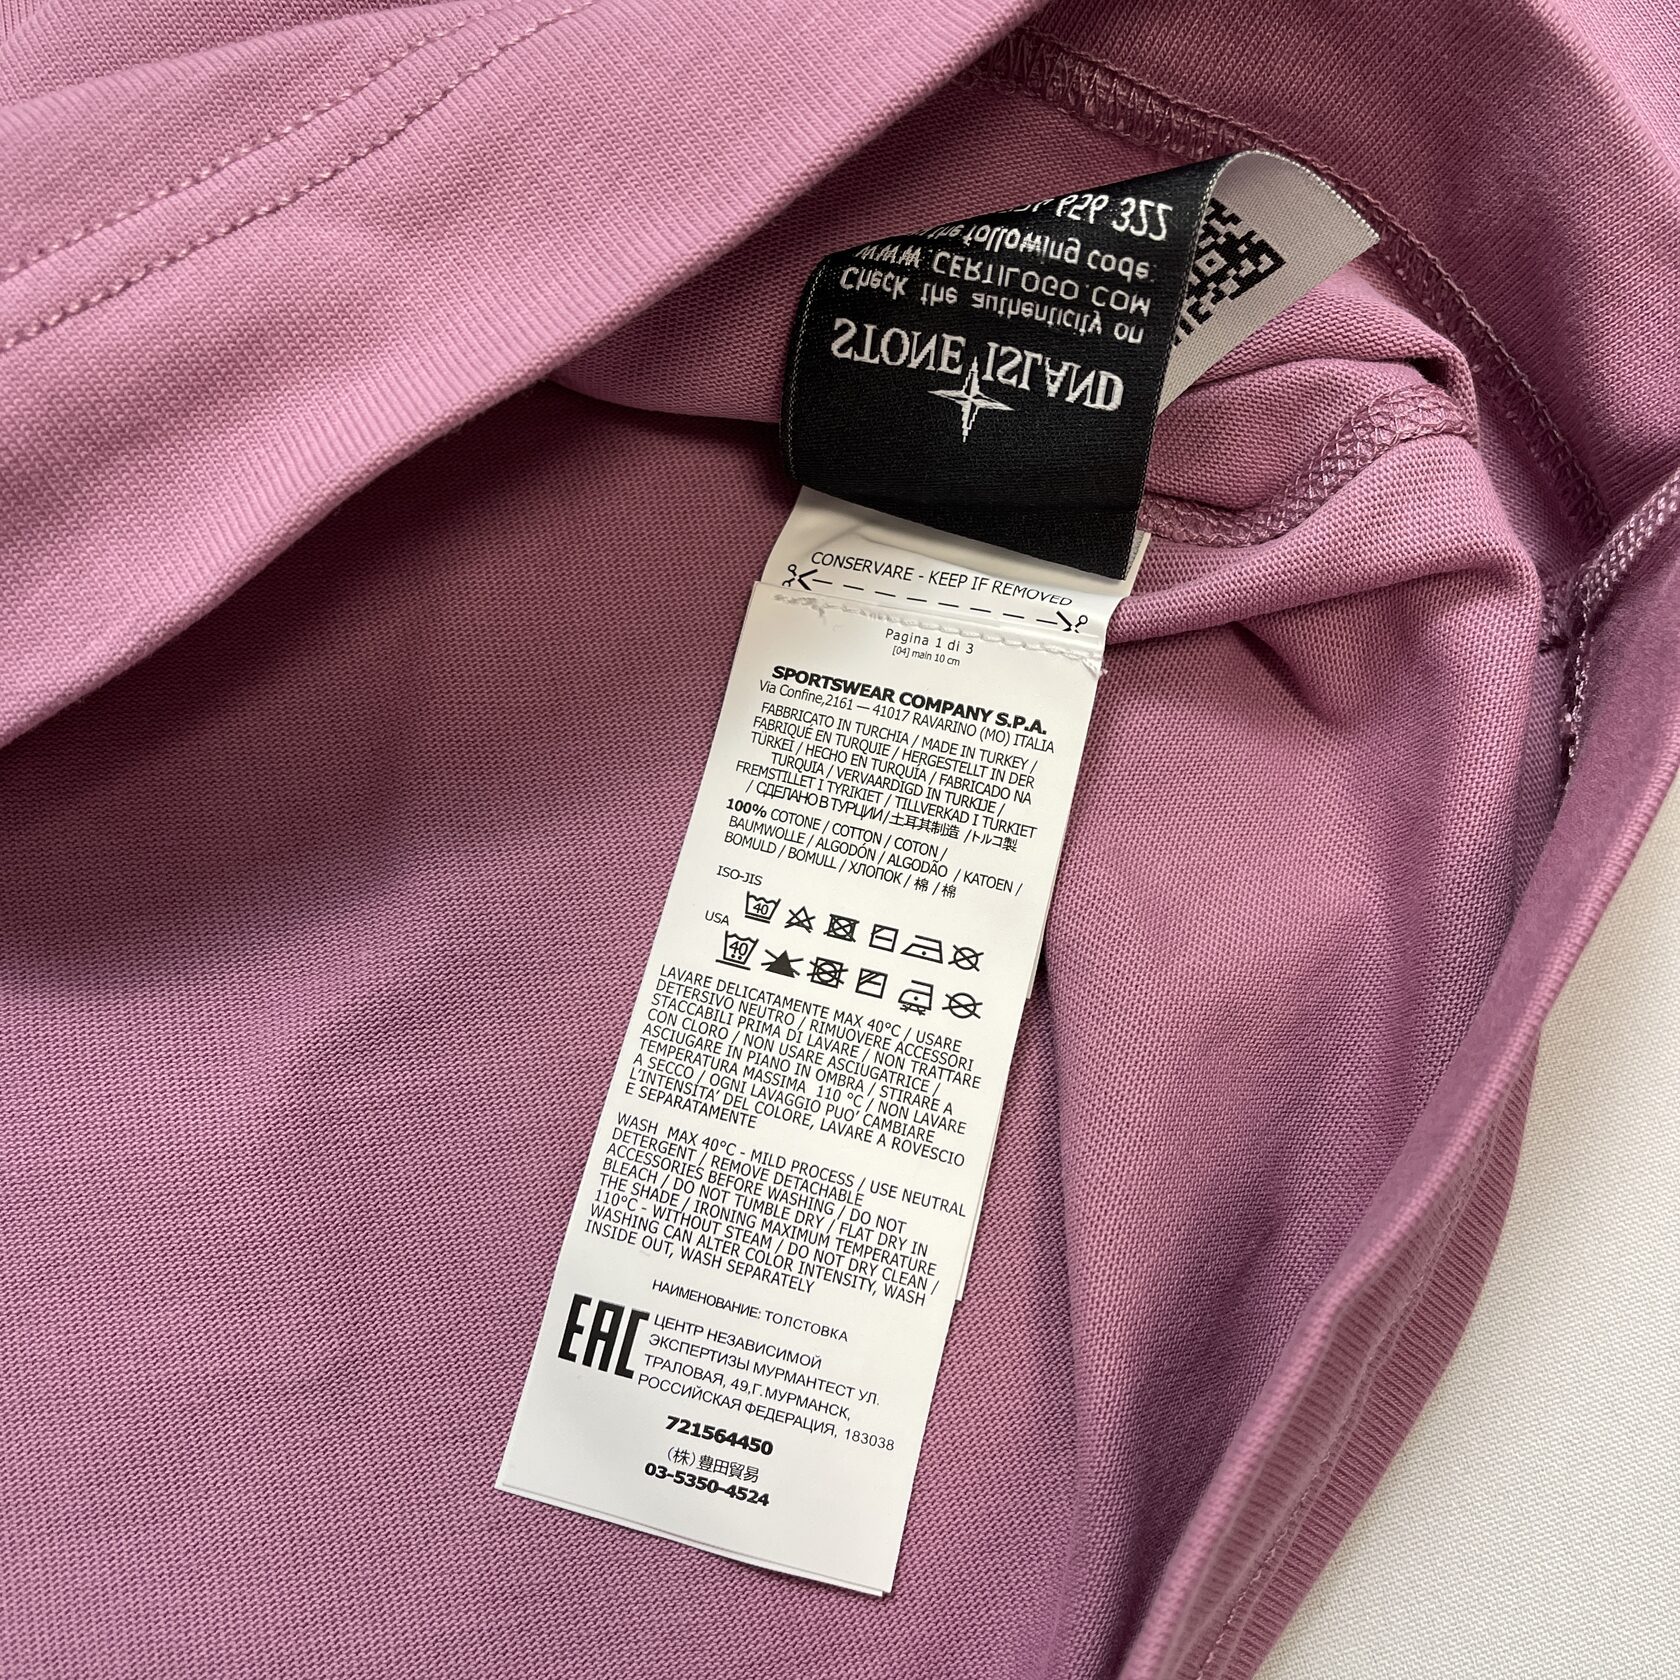 STONE ISLAND
Check the authenticity on
WWW.CERTILOGO.COM
the following code:
656 322
CONSERVARE - KEEP IF REMOVED
Pagina 1 di 3
[04] main 10 cm
SPORTSWEAR COMPANY S.P.A.
Via Confine,2161 — 41017 RAVARINO (MO) ITALIA
FABBRICATO IN TURCHIA / MADE IN TURKEY /
FABRIQUÉ EN TURQUIE / HERGESTELLT IN DER
TÜRKEÍ / HECHO EN TURQUÍA / FABRICADO NA
TURQUIA / VERVAARDIGD IN TURKIJE /
FREMSTILLET I TYRKIET / TILLVERKAD I TURKIET
/ СДЕЛАНО В ТУРЦИИ / 土耳其制造 / トルコ製
100% COTONE / COTTON / COTON /
BAUMWOLLE / ALGODÓN / ALGODÃO / KATOEN /
BOMULD / BOMULL / ХЛОПОК / 棉 / 棉
ISO-JIS
40
USA
40
LAVARE DELICATAMENTE MAX 40°C / USARE
DETERSIVO NEUTRO / RIMUOVERE ACCESSORI
STACCABILI PRIMA DI LAVARE / NON TRATTARE
CON CLORO / NON USARE ASCIUGATRICE /
ASCIUGARE IN PIANO IN OMBRA / STIRARE A
TEMPERATURA MASSIMA 110 °C / NON LAVARE
A SECCO / OGNI LAVAGGIO PUO' CAMBIARE
L'INTENSITA' DEL COLORE, LAVARE A ROVESCIO
E SEPARATAMENTE
WASH MAX 40°C - MILD PROCESS / USE NEUTRAL
DETERGENT / REMOVE DETACHABLE
ACCESSORIES BEFORE WASHING / DO NOT
BLEACH / DO NOT TUMBLE DRY / FLAT DRY IN
THE SHADE / IRONING MAXIMUM TEMPERATURE
110°C - WITHOUT STEAM / DO NOT DRY CLEAN /
WASHING CAN ALTER COLOR INTENSITY, WASH
INSIDE OUT, WASH SEPARATELY
НАИМЕНОВАНИЕ: ТОЛСТОВКА
EAC
ЦЕНТР НЕЗАВИСИМОЙ
ЭКСПЕРТИЗЫ МУРМАНТЕСТ УЛ.
ТРАЛОВАЯ, 49,Г.МУРМАНСК,
РОССИЙСКАЯ ФЕДЕРАЦИЯ, 183038
721564450
(株)豊田貿易
03-5350-4524